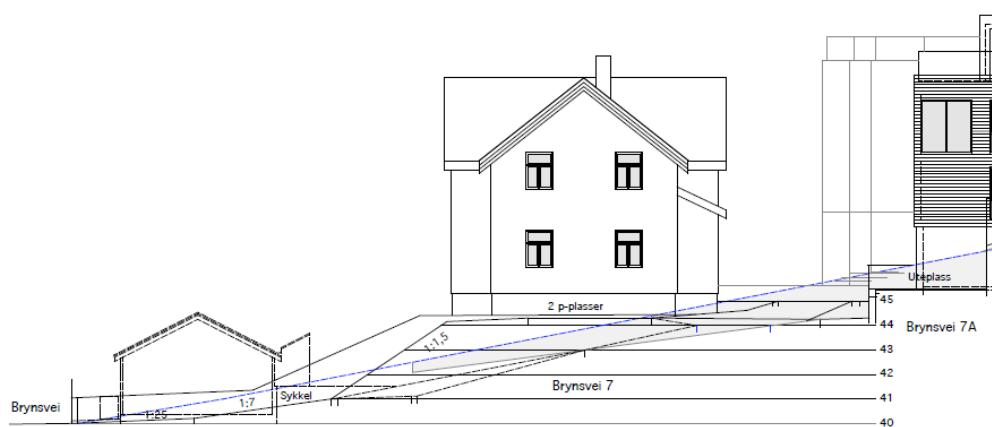 Uteplass
45
2 p-plasser
44
Brynsvei 7A
1:1,5
43
42
Brynsvei 7
Sykkel
1:7
41
Brynsvei
1:25
40